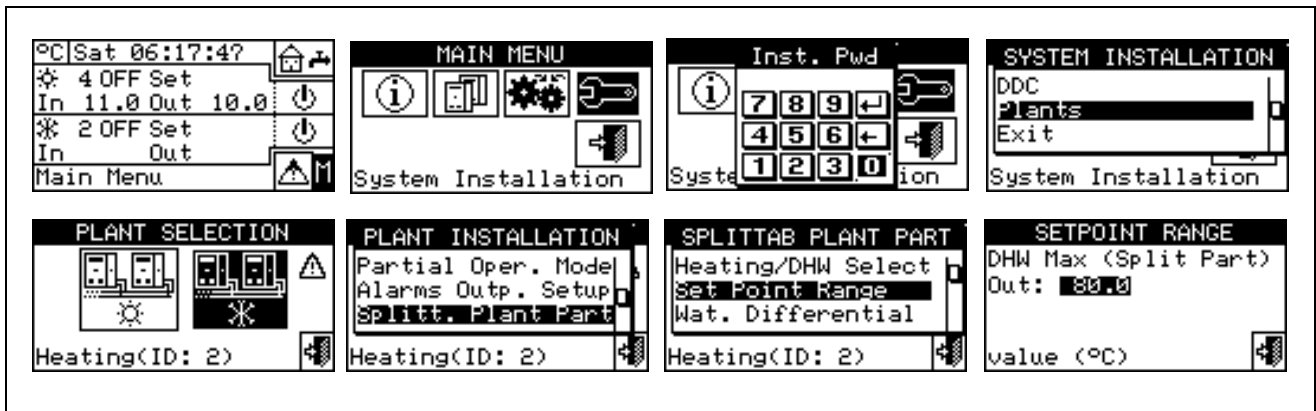 °C Sat 06:17:47
4 OFF Set
In 11.0 Out 10.0
2 OFF Set
In Out
Main Menu M
MAIN MENU
i
System Installation
Inst. Pwd
i 7 8 9
4 5 6
1 2 3 0
Syste ion
SYSTEM INSTALLATION
DDC
Plants
Exit
System Installation
PLANT SELECTION
Heating(ID: 2)
PLANT INSTALLATION
Partial Oper. Mode
Alarms Outp. Setup
Splitt. Plant Part
Heating(ID: 2)
SPLITTAB PLANT PART
Heating/DHW Select
Set Point Range
Wat. Differential
Heating(ID: 2)
SETPOINT RANGE
DHW Max (Split Part)
Out: 80.0
value (°C)